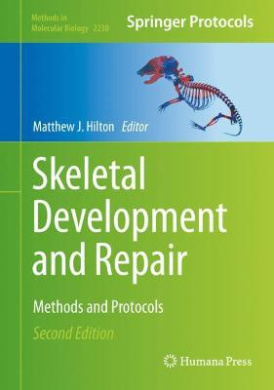 Methods in
Molecular Biology 2230
Springer Protocols
Matthew J. Hilton Editor
Skeletal
Development
and Repair
Methods and Protocols
Second Edition
Humana Press